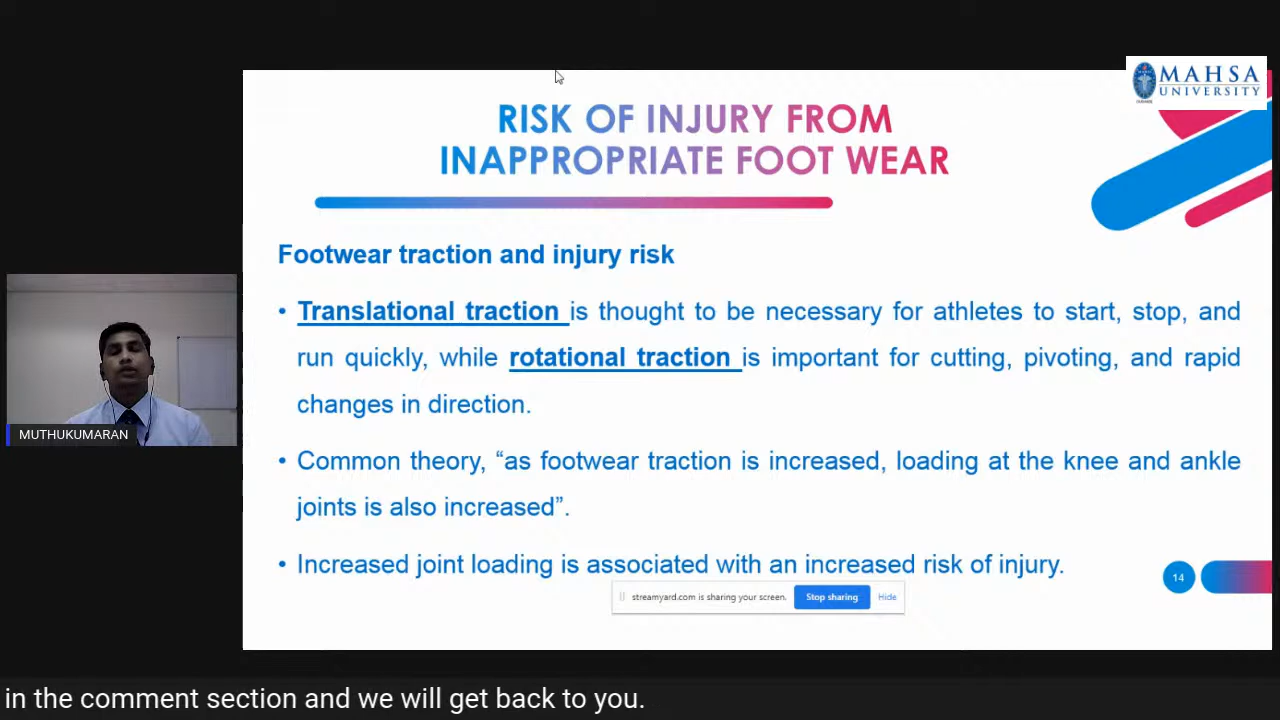 MAHSA
UNIVERSITY
RISK OF INJURY FROM
INAPPROPRIATE FOOT WEAR
Footwear traction and injury risk
• Translational traction is thought to be necessary for athletes to start, stop, and
run quickly, while rotational traction is important for cutting, pivoting, and rapid
changes in direction.
MUTHUKUMARAN
• Common theory, “as footwear traction is increased, loading at the knee and ankle
joints is also increased”.
• Increased joint loading is associated with an increased risk of injury.
14
streamyard.com is sharing your screen. Stop sharing Hide
in the comment section and we will get back to you.